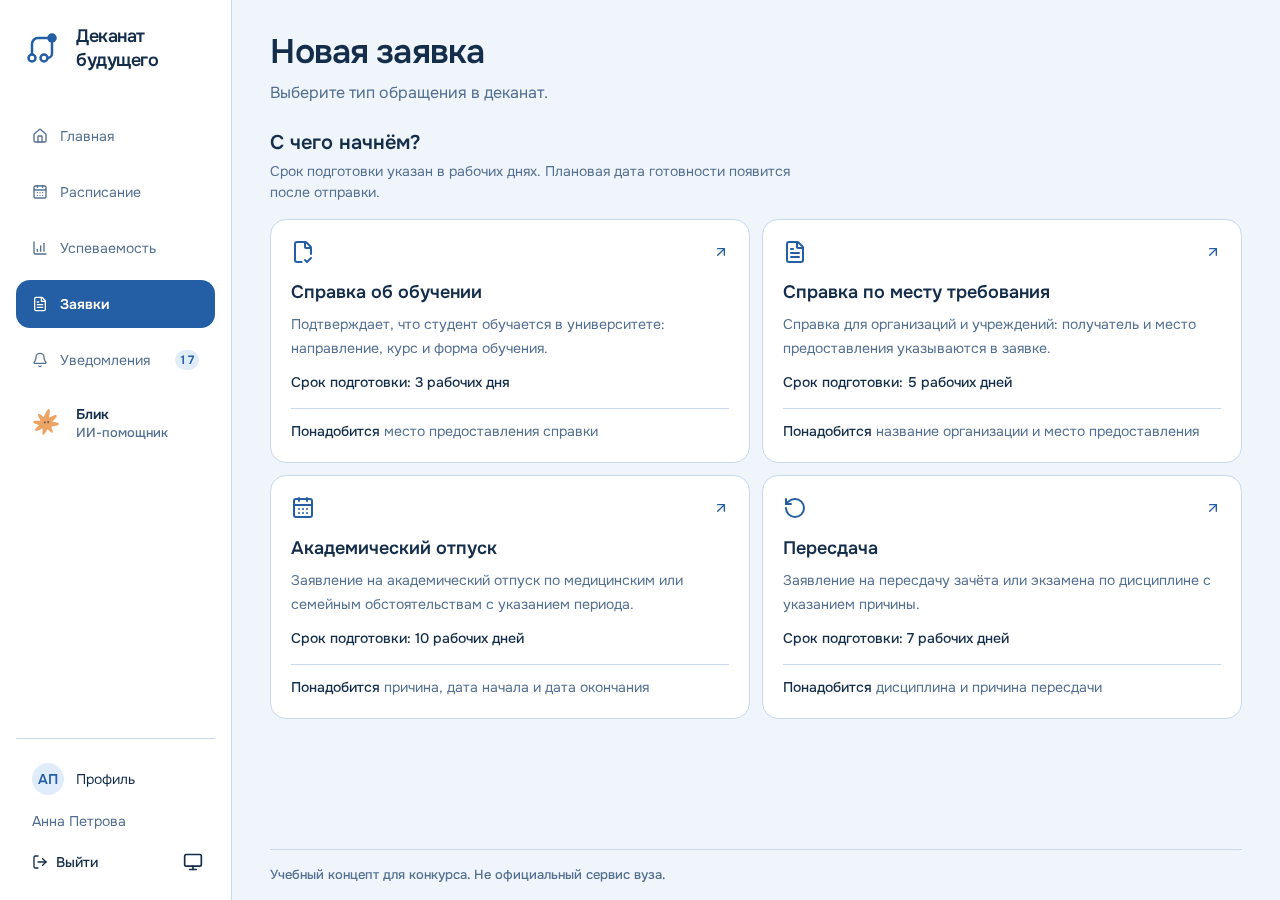 Деканат
будущего
Главная
Расписание
Успеваемость
Заявки
Уведомления 17
Блик
ИИ-помощник
АП Профиль
Анна Петрова
Выйти
Новая заявка
Выберите тип обращения в деканат.
С чего начнём?
Срок подготовки указан в рабочих днях. Плановая дата готовности появится
после отправки.
Справка об обучении
Подтверждает, что студент обучается в университете:
направление, курс и форма обучения.
Срок подготовки: 3 рабочих дня
Понадобится место предоставления справки
Справка по месту требования
Справка для организаций и учреждений: получатель и место
предоставления указываются в заявке.
Срок подготовки: 5 рабочих дней
Понадобится название организации и место предоставления
Академический отпуск
Заявление на академический отпуск по медицинским или
семейным обстоятельствам с указанием периода.
Срок подготовки: 10 рабочих дней
Понадобится причина, дата начала и дата окончания
Пересдача
Заявление на пересдачу зачёта или экзамена по дисциплине с
указанием причины.
Срок подготовки: 7 рабочих дней
Понадобится дисциплина и причина пересдачи
Учебный концепт для конкурса. Не официальный сервис вуза.